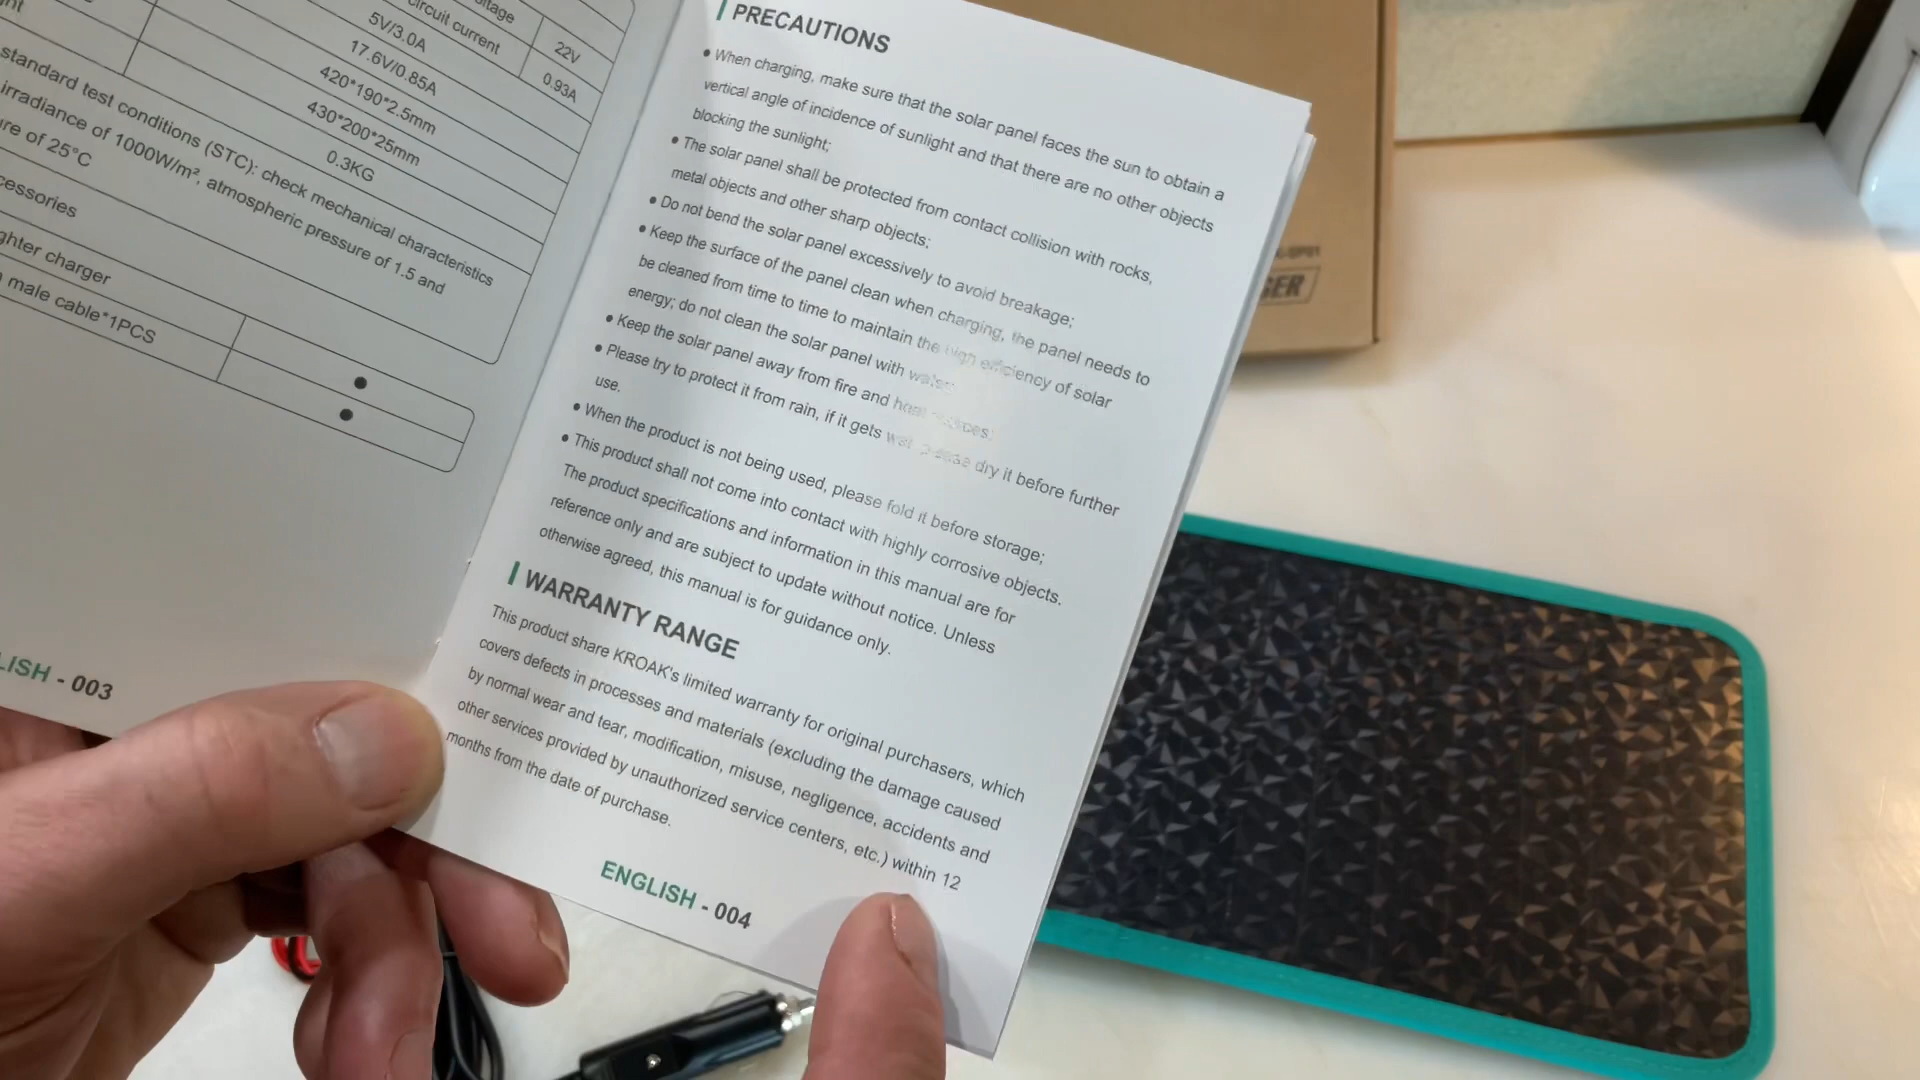 ght
ltage
22V
circuit current
0.93A
5V/3.0A
17.6V/0.85A
420*190*2.5mm
430*200*25mm
0.3KG
standard test conditions (STC): check mechanical characteristics
irradiance of 1000W/m², atmospheric pressure of 1.5 and
ure of 25°C
cessories
ghter charger
male cable*1PCS
LISH - 003
PRECAUTIONS
• When charging, make sure that the solar panel faces the sun to obtain a
vertical angle of incidence of sunlight and that there are no other objects
blocking the sunlight;
• The solar panel shall be protected from contact collision with rocks,
metal objects and other sharp objects;
• Do not bend the solar panel excessively to avoid breakage;
• Keep the surface of the panel clean when charging, the panel needs to
be cleaned from time to time to maintain the high efficiency of solar
energy; do not clean the solar panel with water;
• Keep the solar panel away from fire and heat sources;
• Please try to protect it from rain, if it gets wet, please dry it before further
use.
• When the product is not being used, please fold it before storage;
• This product shall not come into contact with highly corrosive objects.
The product specifications and information in this manual are for
reference only and are subject to update without notice. Unless
otherwise agreed, this manual is for guidance only.
WARRANTY RANGE
This product share KROAK's limited warranty for original purchasers, which
covers defects in processes and materials (excluding the damage caused
by normal wear and tear, modification, misuse, negligence, accidents and
other services provided by unauthorized service centers, etc.) within 12
months from the date of purchase.
ENGLISH - 004
GER